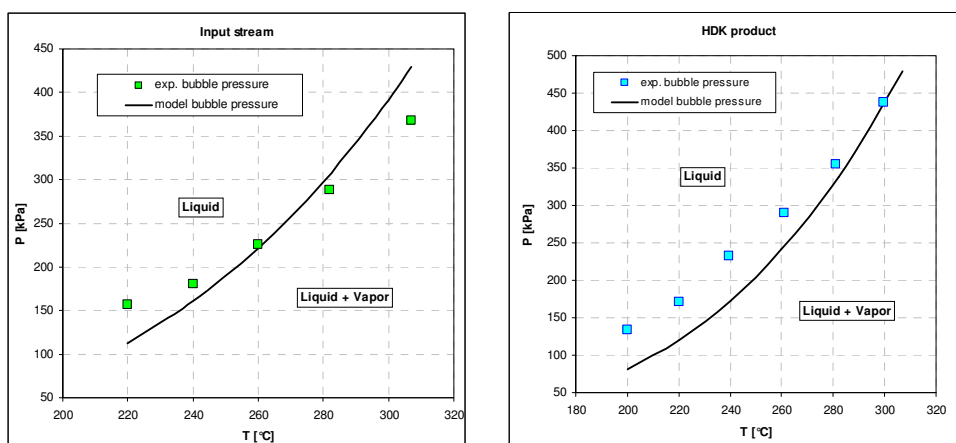 Input stream
450
400
350
300
250
200
150
100
50
P [kPa]
exp. bubble pressure
model bubble pressure
Liquid
Liquid + Vapor
200 220 240 260 280 300 320
T [°C]
HDK product
500
450
400
350
300
250
200
150
100
50
P [kPa]
exp. bubble pressure
model bubble pressure
Liquid
Liquid + Vapor
180 200 220 240 260 280 300 320
T [°C]